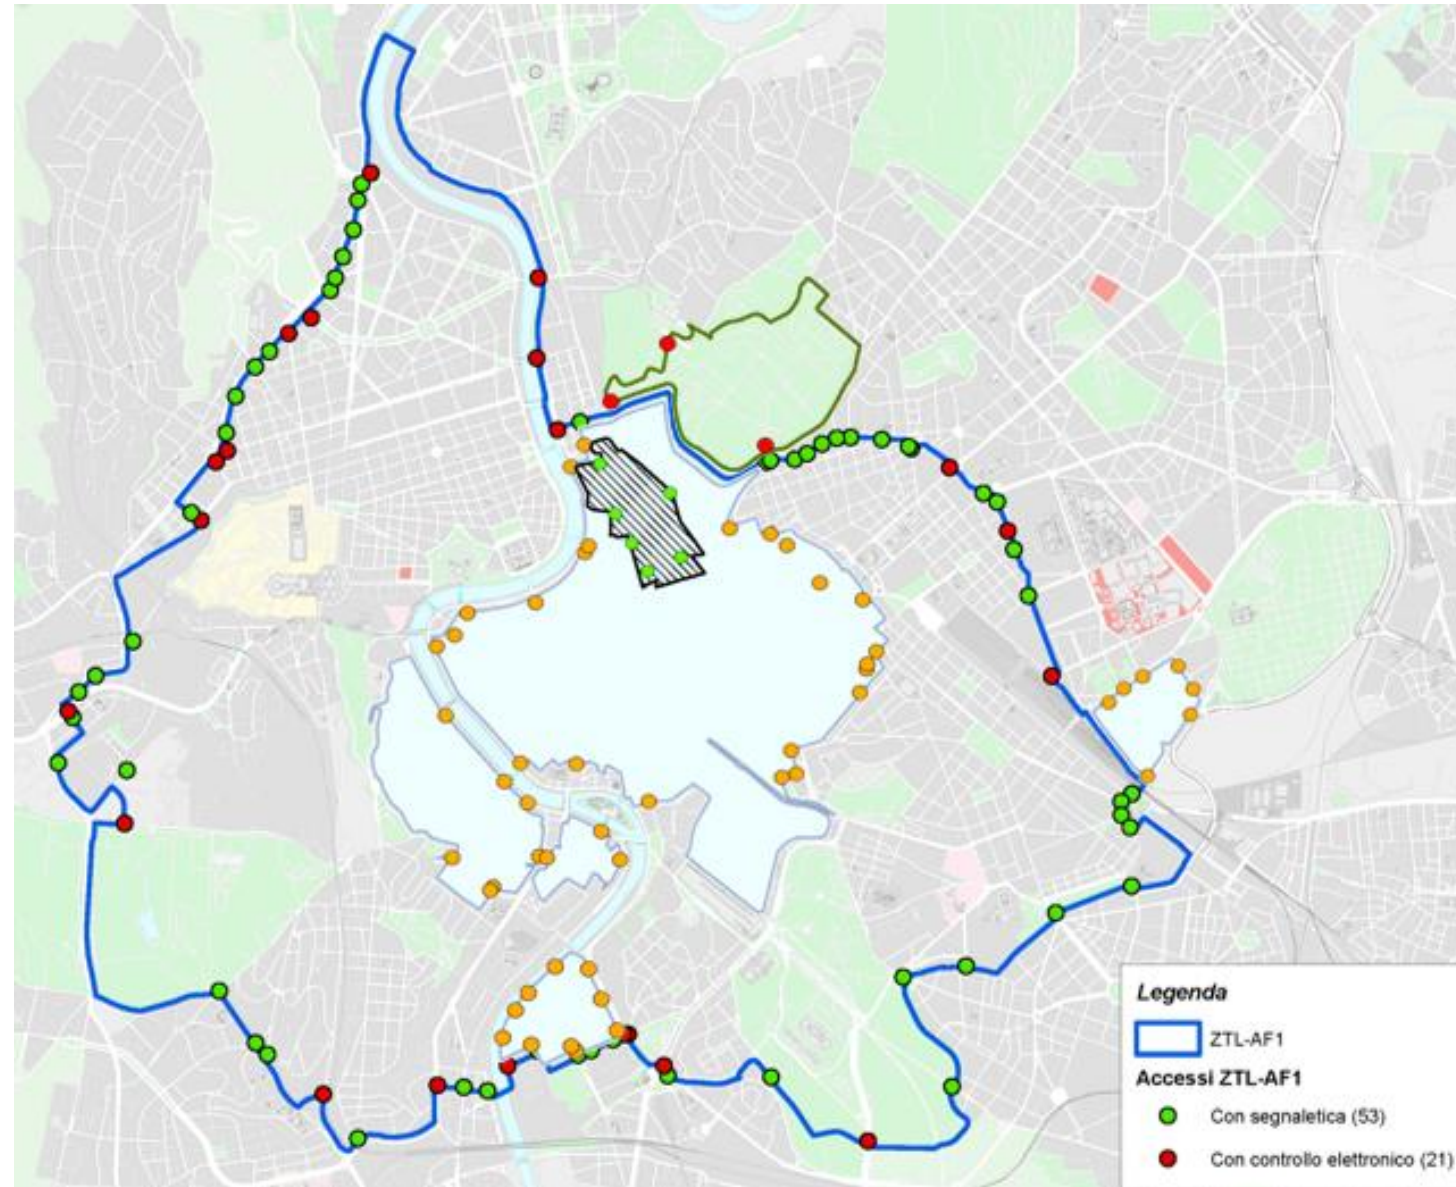 Legenda
ZTL-AF1
Accessi ZTL-AF1
Con segnaletica (53)
Con controllo elettronico (21)